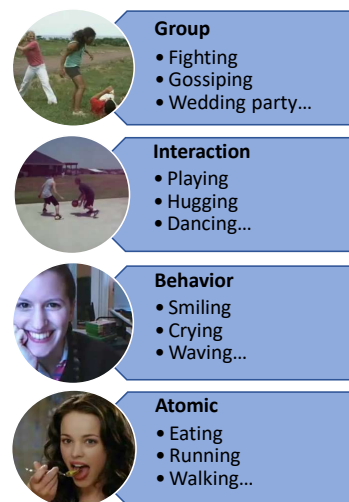 Group
• Fighting
• Gossiping
• Wedding party...
Interaction
• Playing
• Hugging
• Dancing...
Behavior
• Smiling
• Crying
• Waving...
Atomic
• Eating
• Running
• Walking...